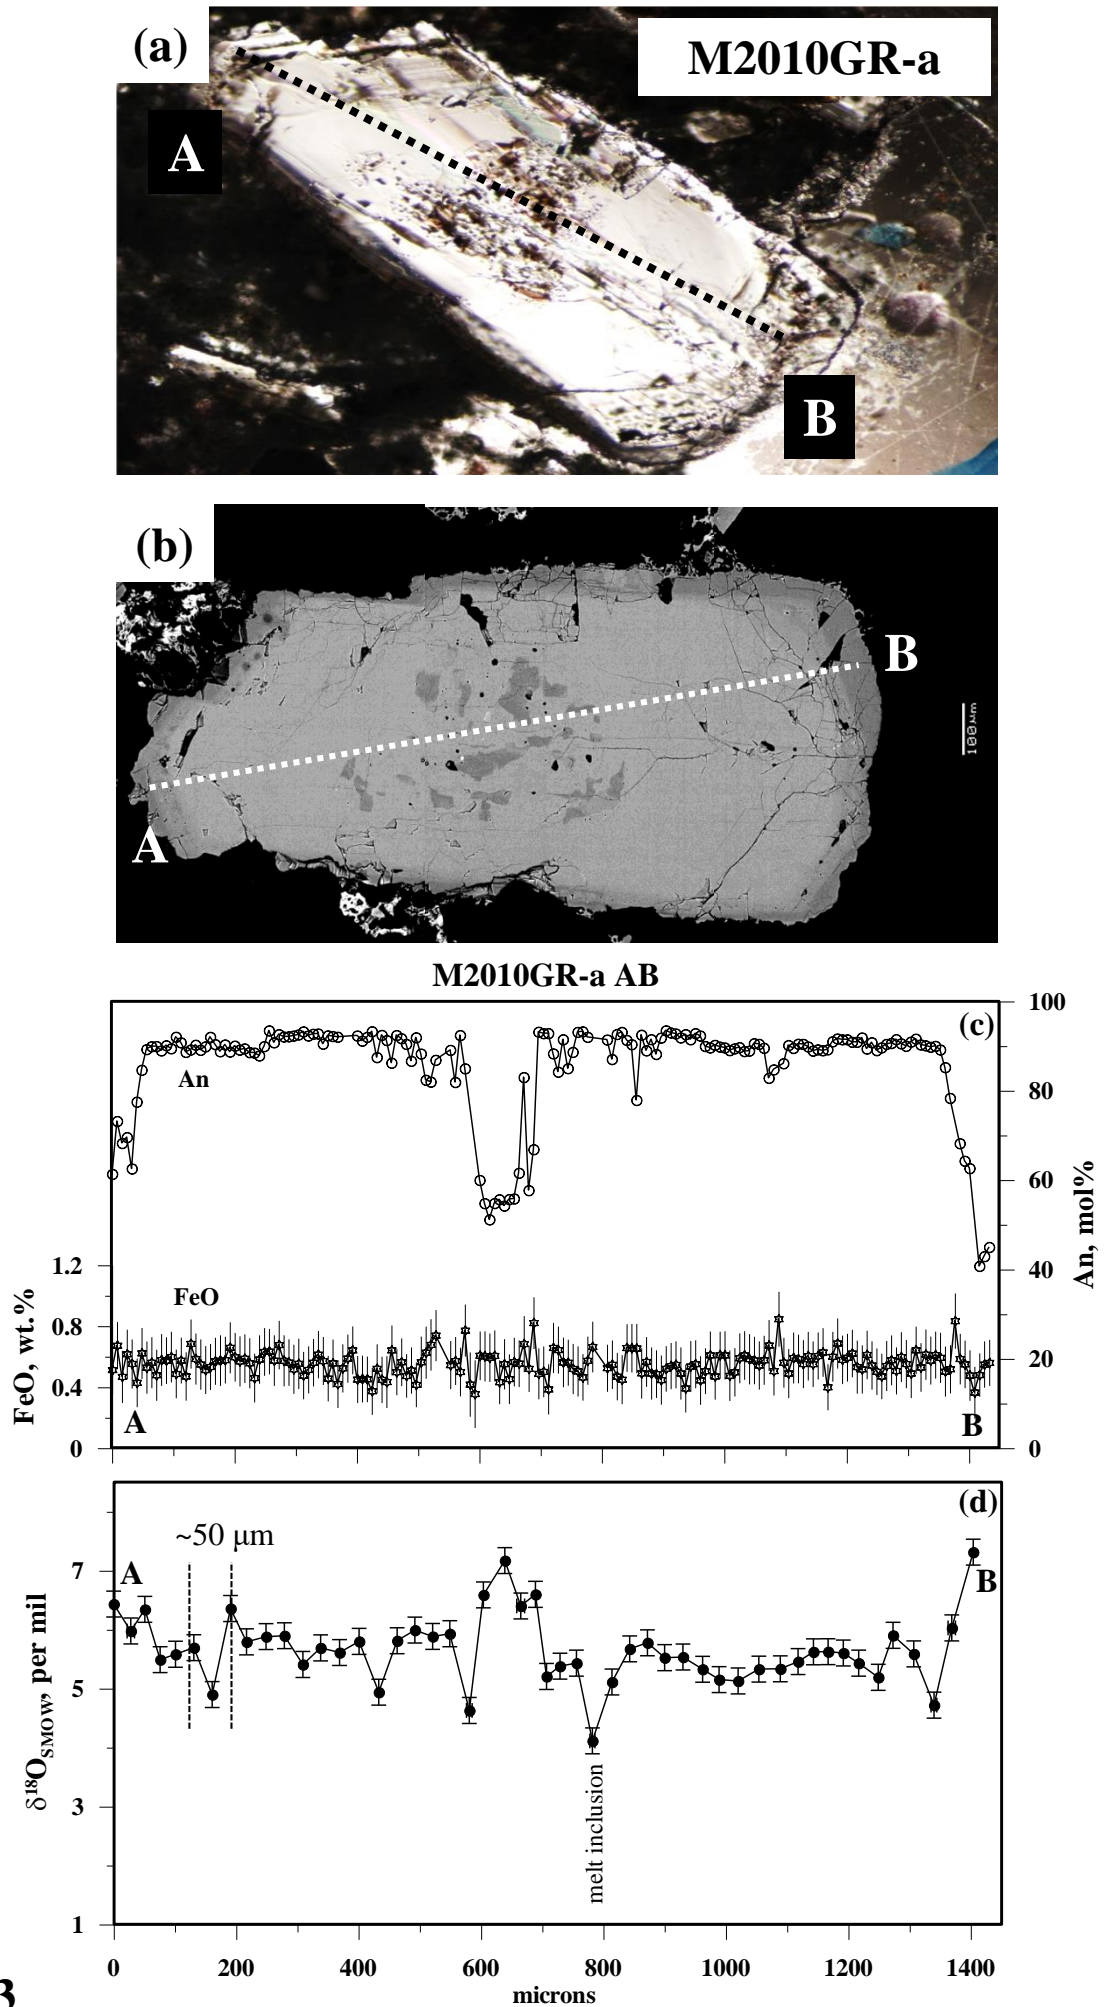 (a)
M2010GR-a
A
B
(b)
B
A
100µm
M2010GR-a AB
(c)
100
An
80
60
An, mol%
1.2
40
FeO
FeO, wt.%
0.8
20
0.4
A
B
0
0
(d)
~50 μm
7
A
B
δ¹⁸O_SMOW, per mil
5
3
melt inclusion
1
0
200
400
600
800
1000
1200
1400
microns
3